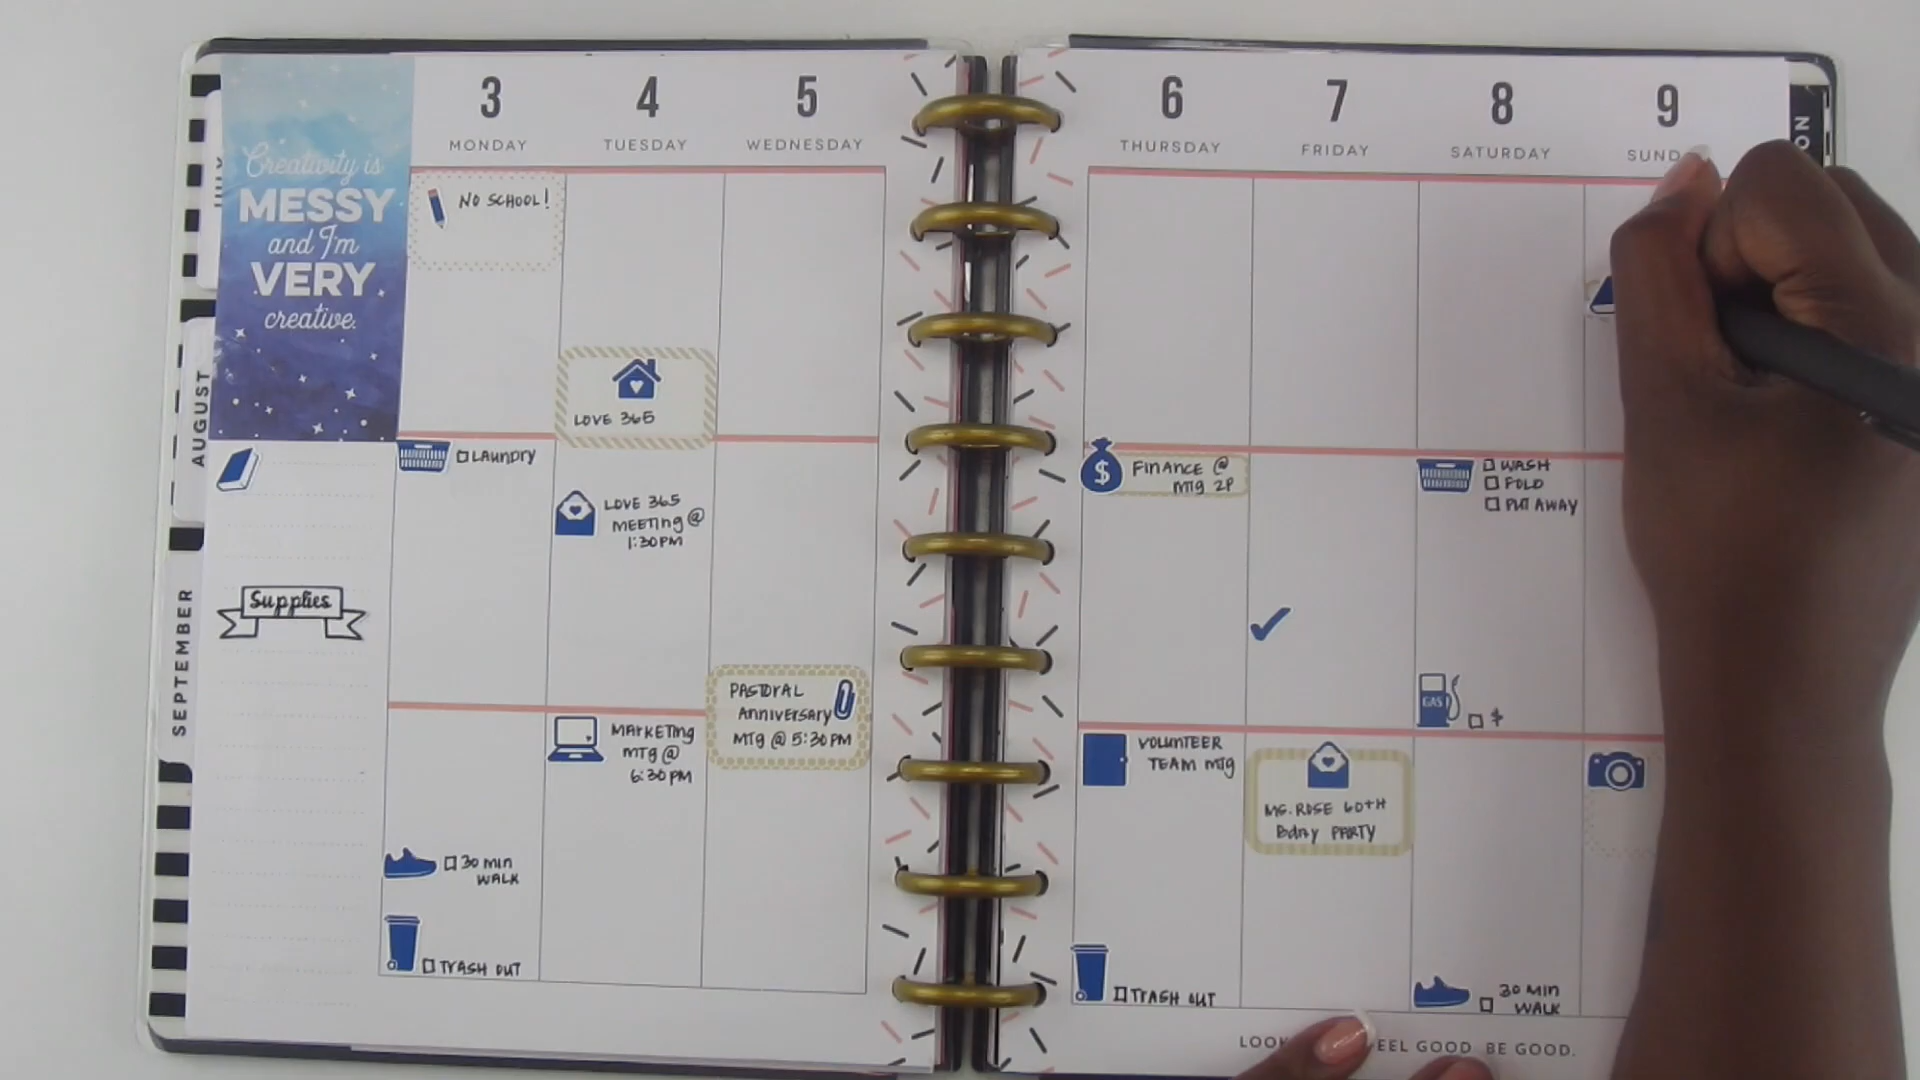 3
MONDAY
4
TUESDAY
5
WEDNESDAY
6
THURSDAY
7
FRIDAY
8
SATURDAY
9
JULY
AUGUST
SEPTEMBER
Creativity is
MESSY
and I'm
VERY
creative.
Supplies
NO SCHOOL!
LAUNDRY
30 MIN
WALK
TRASH OUT
LOVE 365
LOVE 365
MEETING @
1:30PM
MARKETING
MTG @
6:30 PM
PASTORAL
ANNIVERSARY
MTG @ 5:30PM
$
FINANCE @
MTG 2P
VOLUNTEER
TEAM MTG
TRASH OUT
MS. ROSE 60TH
BDAY PARTY
WASH
FOLD
PUT AWAY
GAS
$
30 MIN
WALK
GOOD. BE GOOD.